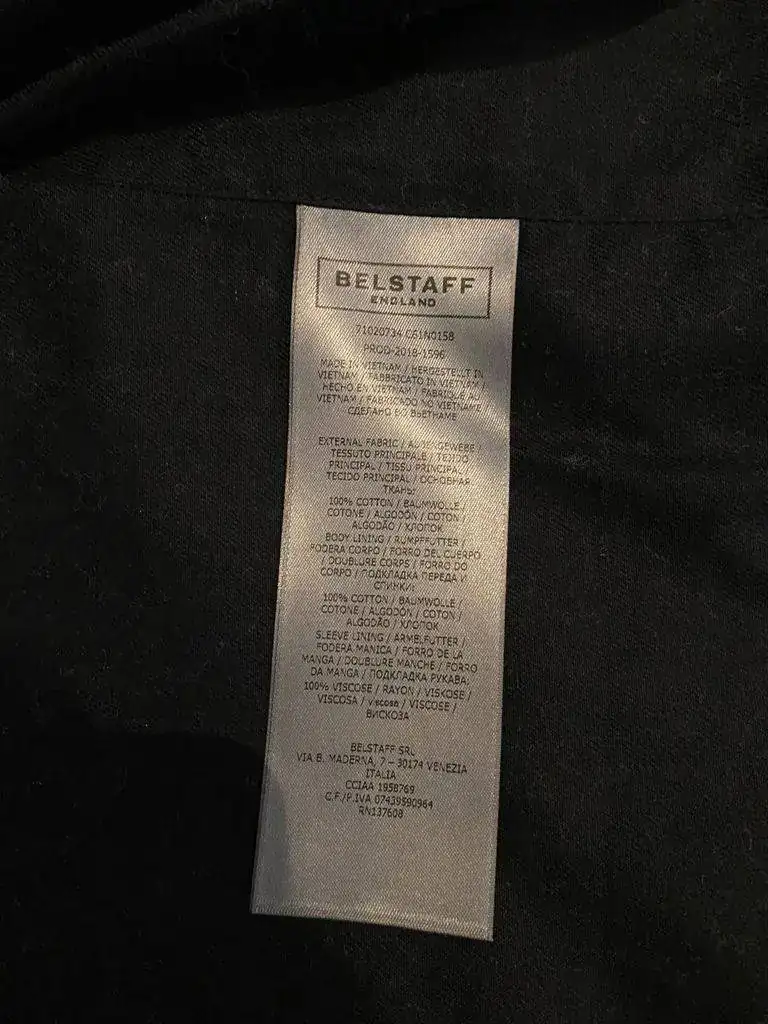 BELSTAFF
ENGLAND
71020734 C61N0158
PROD-2018-1596
MADE IN VIETNAM / HERGESTELLT IN
VIETNAM / FABBRICATO IN VIETNAM /
HECHO EN VIETNAM / FABRIQUE AU
VIETNAM / FABRICADO NO VIETNAME
СДЕЛАНО ВО ВЬЕТНАМЕ
EXTERNAL FABRIC / AUßENGEWEBE /
TESSUTO PRINCIPALE / TEJIDO
PRINCIPAL / TISSU PRINCIPAL /
TECIDO PRINCIPAL / ОСНОВНАЯ
ТКАНЬ:
100% COTTON / BAUMWOLLE /
COTONE / ALGODÓN / COTON /
ALGODÃO / ХЛОПОК
BODY LINING / RUMPFFUTTER /
FODERA CORPO / FORRO DEL CUERPO
/ DOUBLURE CORPS / FORRO DO
CORPO / ПОДКЛАДКА ПЕРЕДА И
СПИНКИ:
100% COTTON / BAUMWOLLE /
COTONE / ALGODÓN / COTON /
ALGODÃO / ХЛОПОК
SLEEVE LINING / ÄRMELFUTTER /
FODERA MANICA / FORRO DE LA
MANGA / DOUBLURE MANCHE / FORRO
DA MANGA / ПОДКЛАДКА РУКАВА:
100% VISCOSE / RAYON / VISKOSE /
VISCOSA / viscosa / VISCOSE /
ВИСКОЗА
BELSTAFF SRL
VIA B. MADERNA, 7 – 30174 VENEZIA
ITALIA
CCIAA 1958769
C.F./P.IVA 07439590964
RN137608